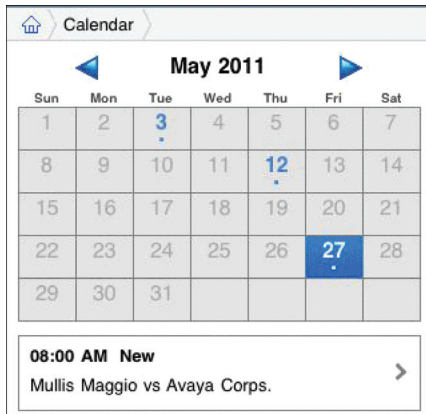 Calendar
May 2011
Sun Mon Tue Wed Thu Fri Sat
1 2 3 4 5 6 7
8 9 10 11 12 13 14
15 16 17 18 19 20 21
22 23 24 25 26 27 28
29 30 31
08:00 AM New
Mullis Maggio vs Avaya Corps.